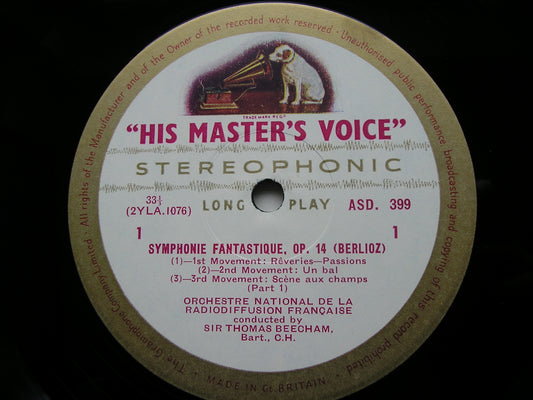 Manufacturer and of the Owner of the recorded work reserved · Unauthorised public performance, broadcasting and copying of this record prohibited
TRADE MARK REGD
"HIS MASTER'S VOICE"
STEREOPHONIC
33⅓
(2YLA.1076)
LONG PLAY
ASD. 399
1
1
SYMPHONIE FANTASTIQUE, OP. 14 (BERLIOZ)
(1)—1st Movement: Rêveries—Passions
(2)—2nd Movement: Un bal
(3)—3rd Movement: Scène aux champs
(Part 1)
ORCHESTRE NATIONAL DE LA
RADIODIFFUSION FRANÇAISE
conducted by
SIR THOMAS BEECHAM,
Bart., C.H.
The Gramophone Company Limited · All rights of the
MADE IN Gt. BRITAIN